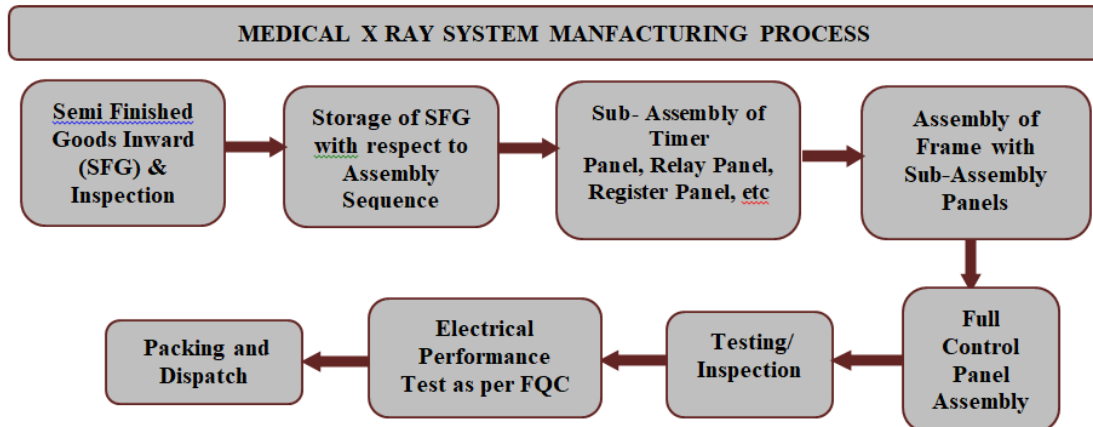 MEDICAL X RAY SYSTEM MANFACTURING PROCESS
Semi Finished
Goods Inward
(SFG) &
Inspection
Storage of SFG
with respect to
Assembly
Sequence
Sub- Assembly of
Timer
Panel, Relay Panel,
Register Panel, etc
Assembly of
Frame with
Sub-Assembly
Panels
Full
Control
Panel
Assembly
Testing/
Inspection
Electrical
Performance
Test as per FQC
Packing and
Dispatch